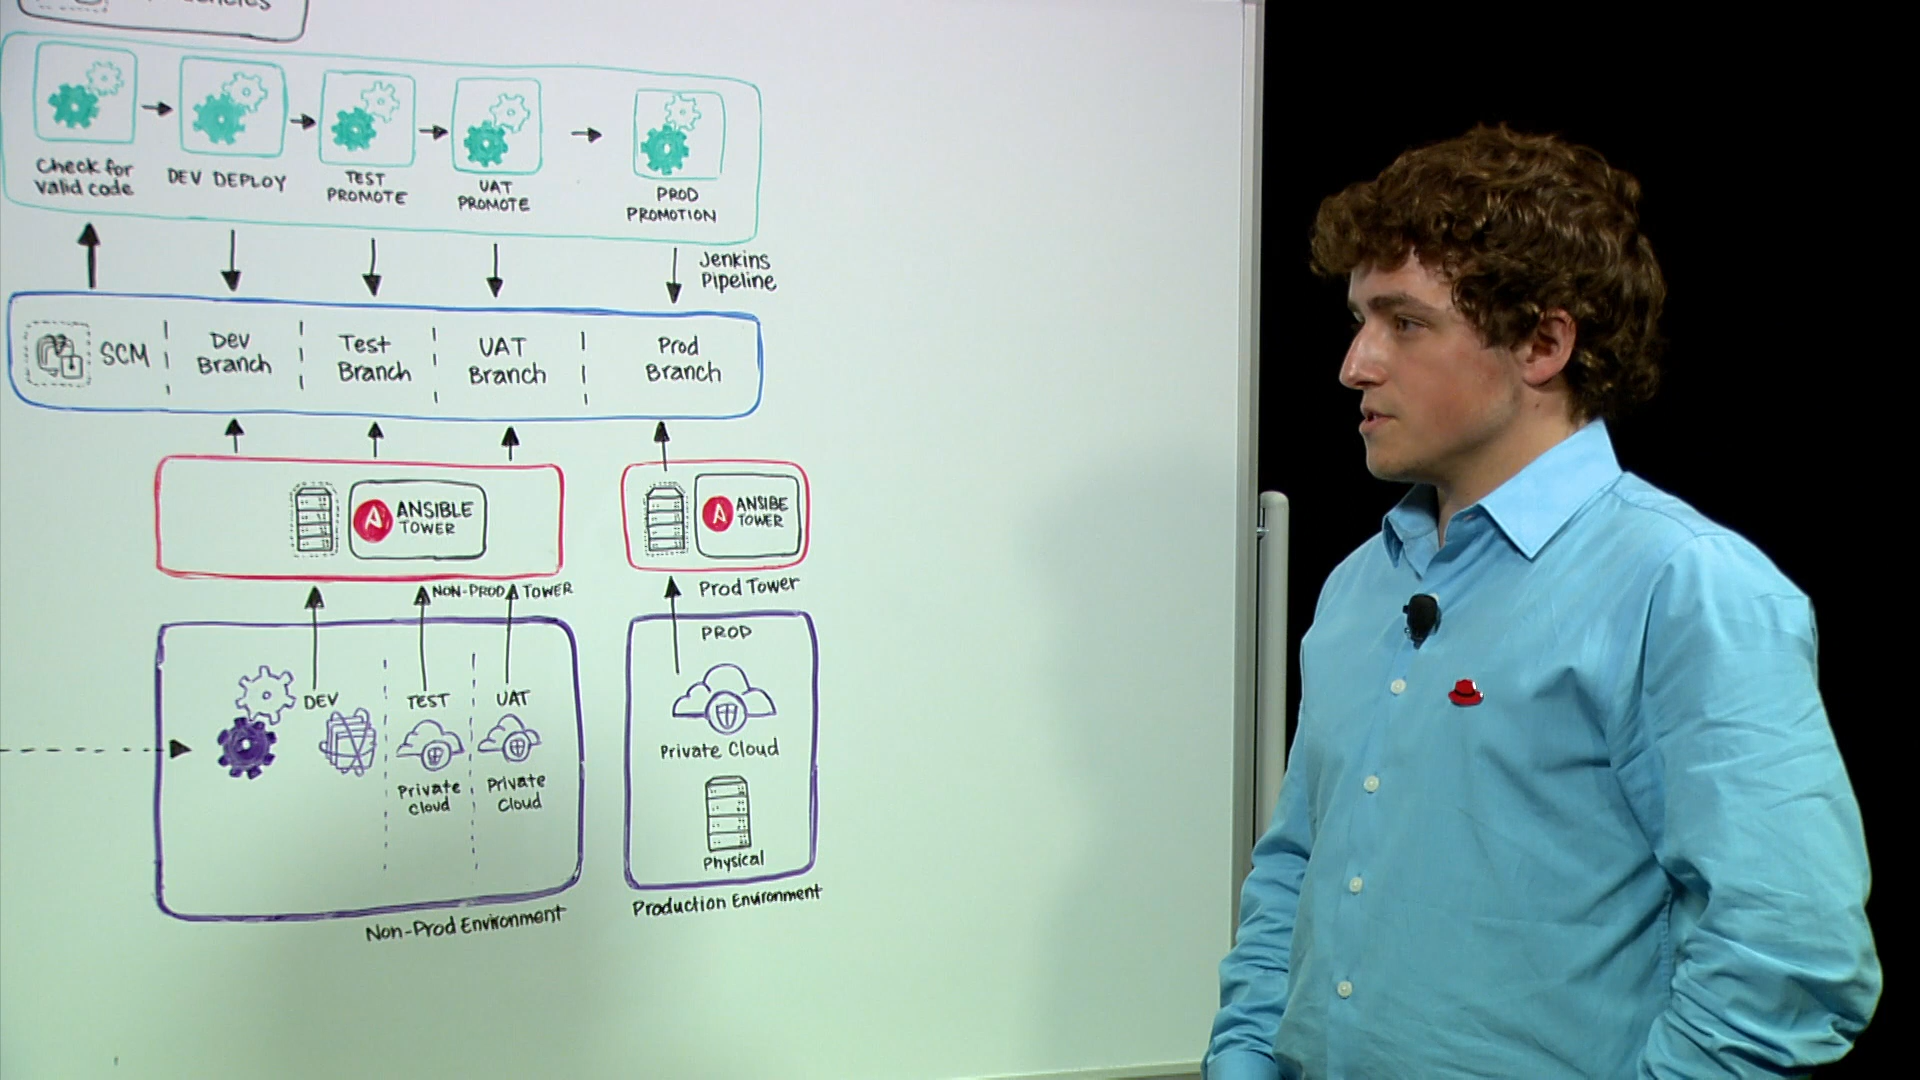 Check for
Valid code
DEV DEPLOY
TEST
PROMOTE
UAT
PROMOTE
PROD
PROMOTION
Jenkins
Pipeline
SCM
Dev
Branch
Test
Branch
UAT
Branch
Prod
Branch
A
ANSIBLE
TOWER
A
ANSIBE
TOWER
NON-PROD TOWER
Prod Tower
DEV
TEST
UAT
Private
Cloud
Private
Cloud
PROD
Private Cloud
Physical
Non-Prod Environment
Production Environment